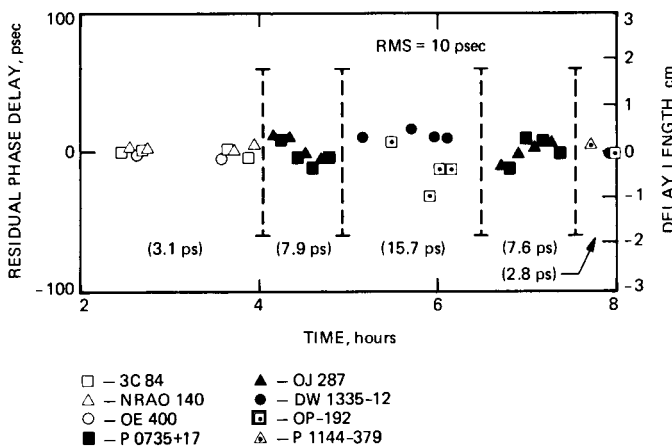 100
0
-100
RESIDUAL PHASE DELAY, psec
RMS = 10 psec
3
2
1
0
-1
-2
-3
DELAY LENGTH, cm
(3.1 ps)
(7.9 ps)
(15.7 ps)
(7.6 ps)
(2.8 ps)
2
4
6
8
TIME, hours
– 3C 84
– NRAO 140
– OE 400
– P 0735+17
– OJ 287
– DW 1335-12
– OP-192
– P 1144-379